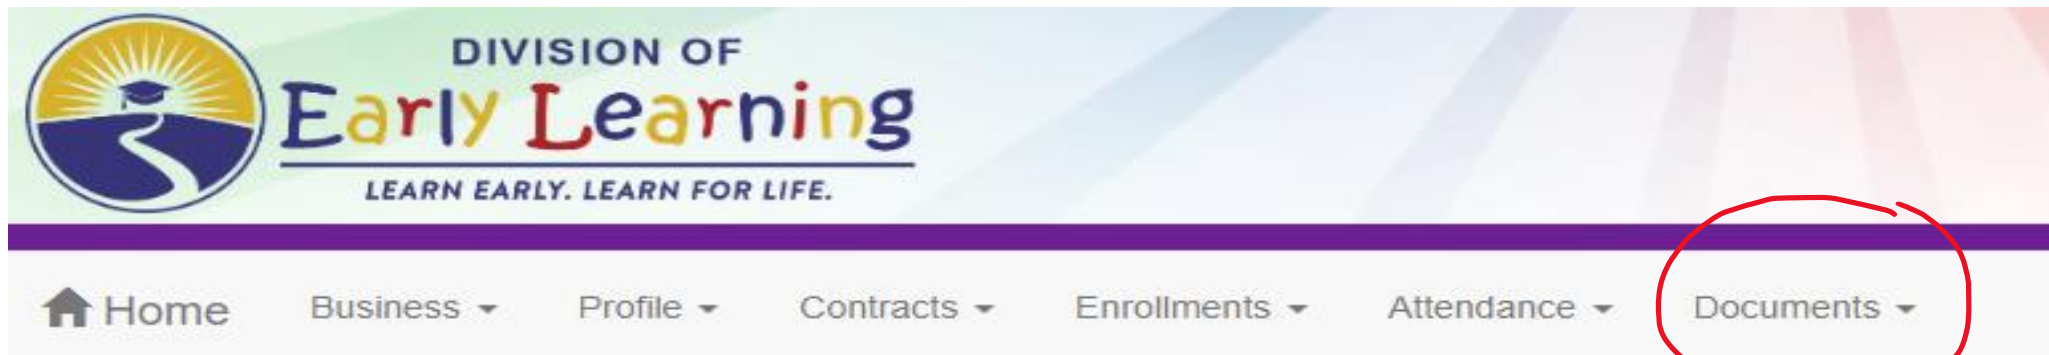 DIVISION OF
Early Learning
LEARN EARLY. LEARN FOR LIFE.
Home Business Profile Contracts Enrollments Attendance Documents